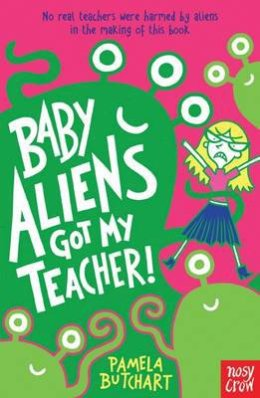 No real teachers were harmed by aliens
in the making of this book
BABY
ALIENS
GOT MY
TEACHER!
PAMELA
BUTCHART
nosy
crow